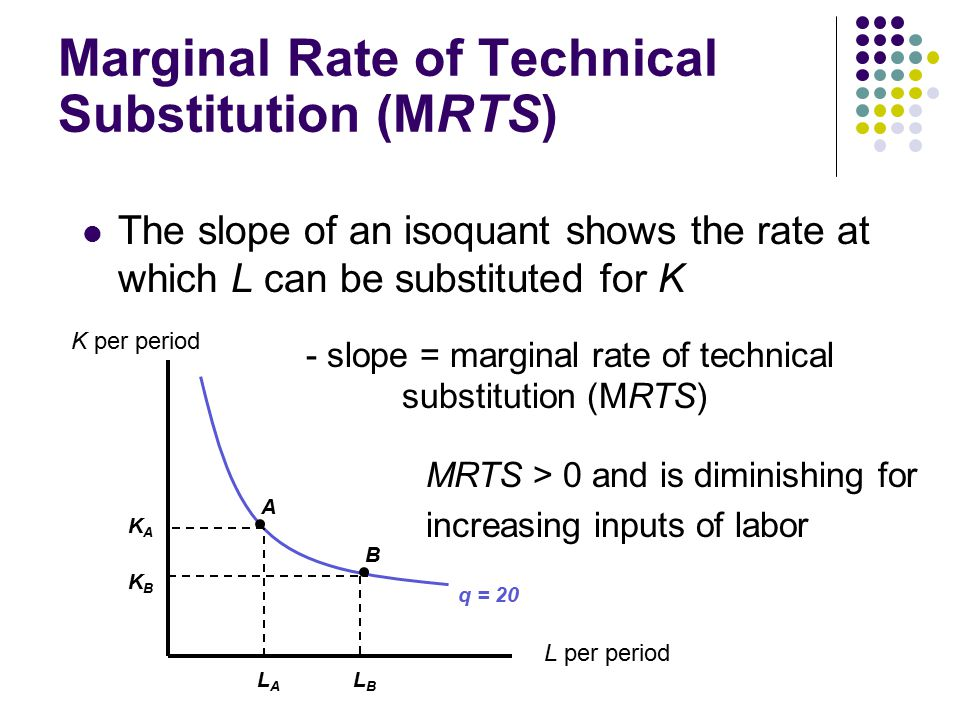 Marginal Rate of Technical
Substitution (MRTS)
The slope of an isoquant shows the rate at
which L can be substituted for K
K per period
- slope = marginal rate of technical
substitution (MRTS)
MRTS > 0 and is diminishing for
increasing inputs of labor
A
KA
B
KB
q = 20
L per period
LA
LB